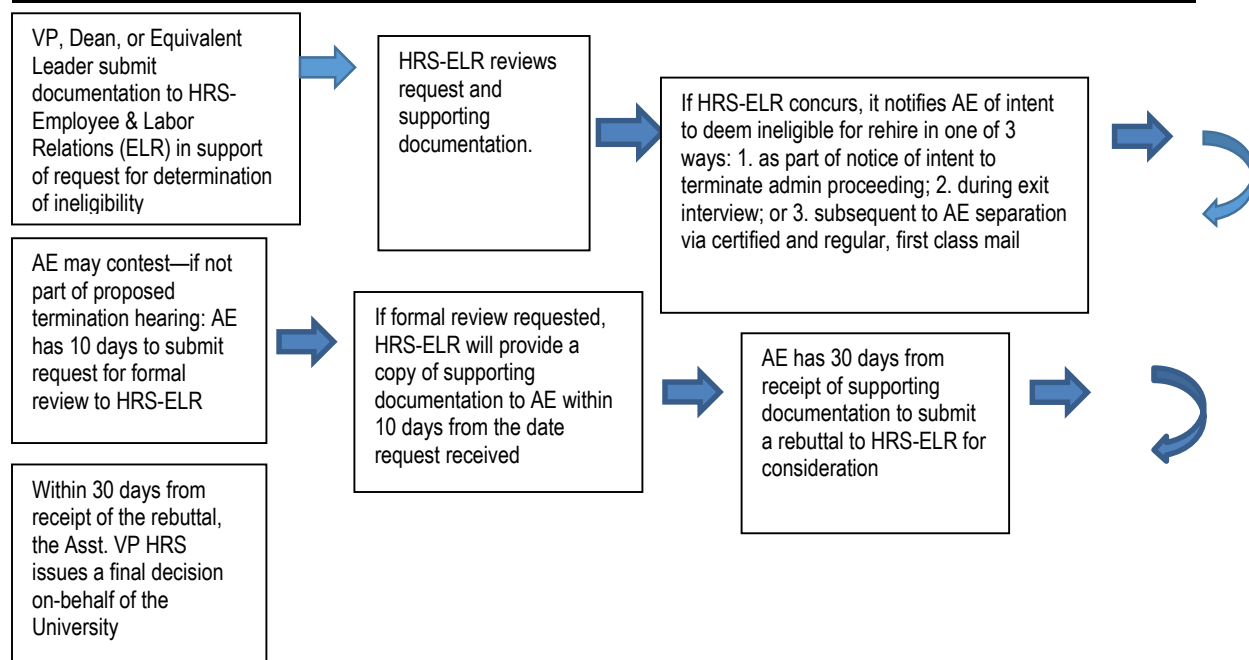 VP, Dean, or Equivalent
Leader submit
documentation to HRS-
Employee & Labor
Relations (ELR) in support
of request for determination
of ineligibility
HRS-ELR reviews
request and
supporting
documentation.
If HRS-ELR concurs, it notifies AE of intent
to deem ineligible for rehire in one of 3
ways: 1. as part of notice of intent to
terminate admin proceeding; 2. during exit
interview; or 3. subsequent to AE separation
via certified and regular, first class mail
AE may contest—if not
part of proposed
termination hearing: AE
has 10 days to submit
request for formal
review to HRS-ELR
If formal review requested,
HRS-ELR will provide a
copy of supporting
documentation to AE within
10 days from the date
request received
AE has 30 days from
receipt of supporting
documentation to submit
a rebuttal to HRS-ELR for
consideration
Within 30 days from
receipt of the rebuttal,
the Asst. VP HRS
issues a final decision
on-behalf of the
University